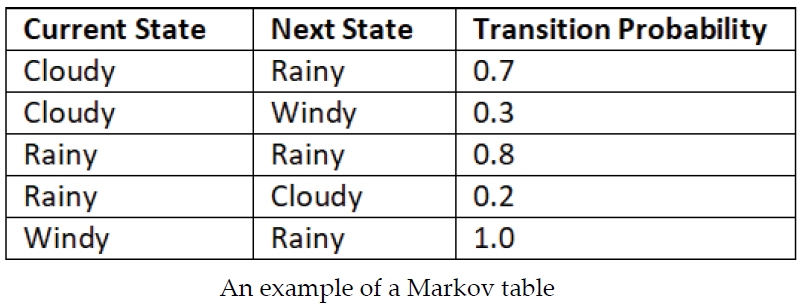 Current State Next State Transition Probability
Cloudy Rainy 0.7
Cloudy Windy 0.3
Rainy Rainy 0.8
Rainy Cloudy 0.2
Windy Rainy 1.0
An example of a Markov table